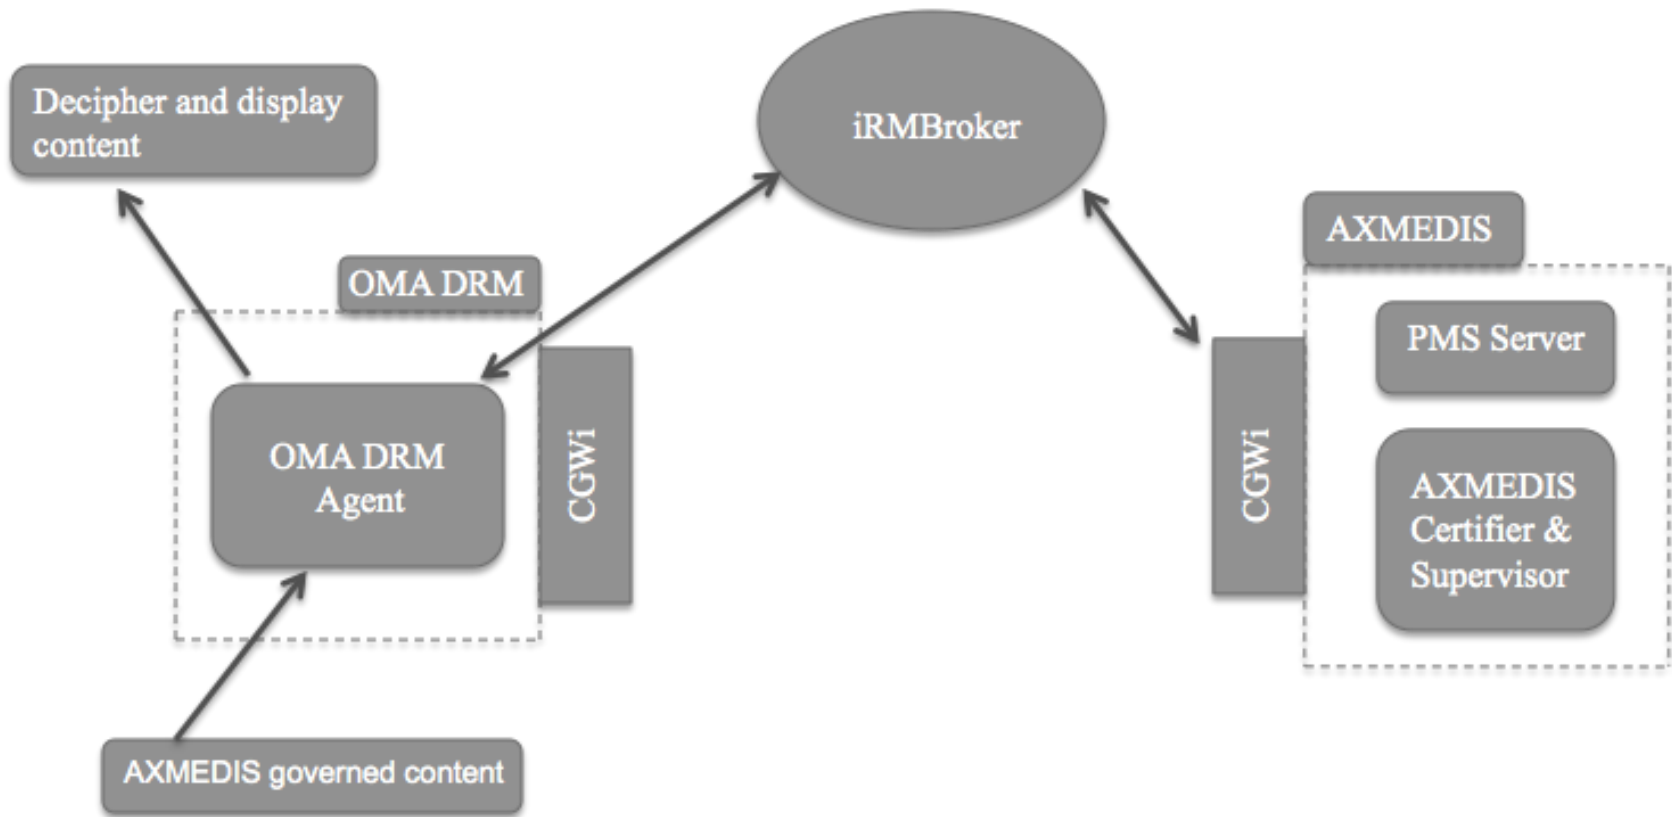 Decipher and display
content
iRMBroker
AXMEDIS
OMA DRM
PMS Server
OMA DRM
Agent
CGWi
CGWi
AXMEDIS
Certifier &
Supervisor
AXMEDIS governed content